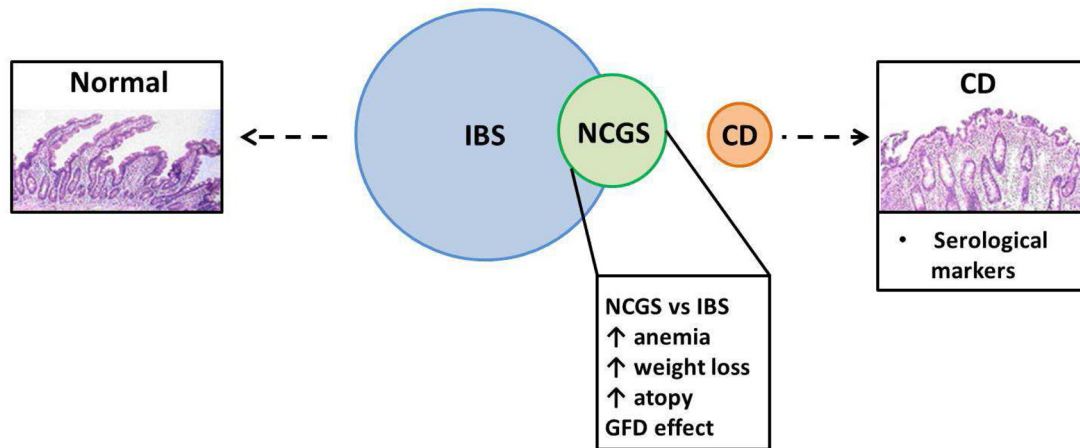 Normal
IBS
NCGS
CD
CD
• Serological
markers
NCGS vs IBS
↑ anemia
↑ weight loss
↑ atopy
GFD effect